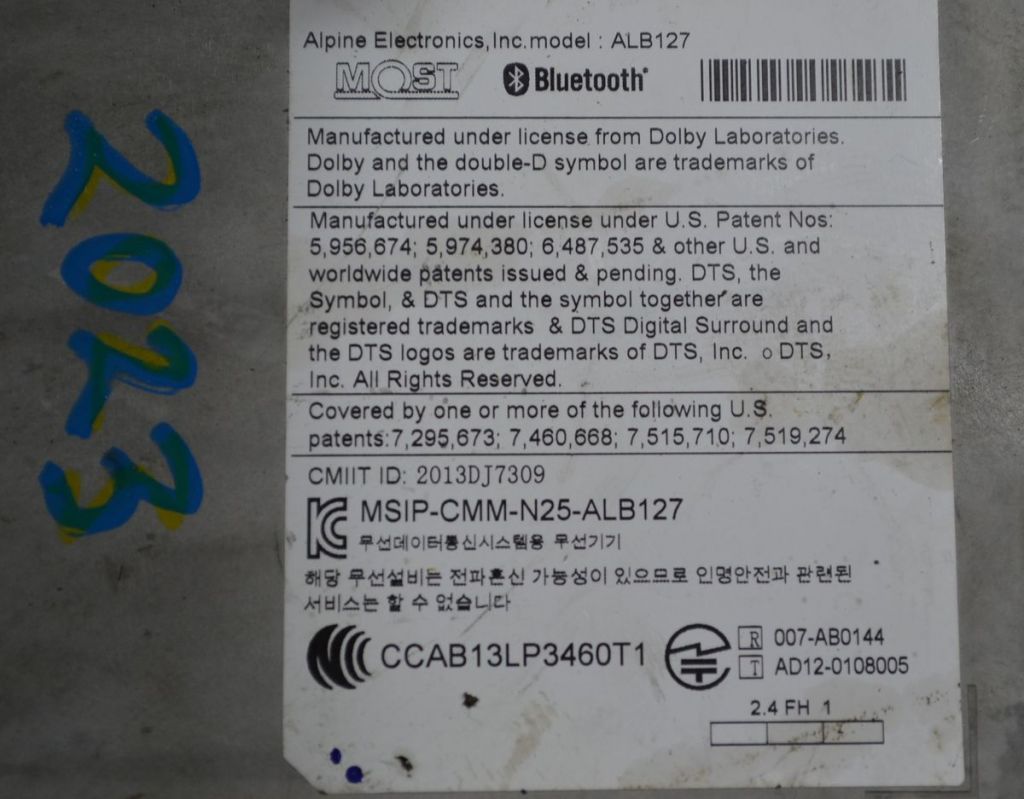 Alpine Electronics,Inc.model : ALB127
MOST Bluetooth
Manufactured under license from Dolby Laboratories.
Dolby and the double-D symbol are trademarks of
Dolby Laboratories.
Manufactured under license under U.S. Patent Nos:
5,956,674; 5,974,380; 6,487,535 & other U.S. and
worldwide patents issued & pending. DTS, the
Symbol, & DTS and the symbol together are
registered trademarks & DTS Digital Surround and
the DTS logos are trademarks of DTS, Inc. o DTS,
Inc. All Rights Reserved.
Covered by one or more of the following U.S.
patents:7,295,673; 7,460,668; 7,515,710; 7,519,274
CMIIT ID: 2013DJ7309
MSIP-CMM-N25-ALB127
무선데이터통신시스템용 무선기기
해당 무선설비는 전파혼신 가능성이 있으므로 인명안전과 관련된
서비스는 할 수 없습니다
CCAB13LP3460T1
R 007-AB0144
T AD12-0108005
2.4 FH 1
2023